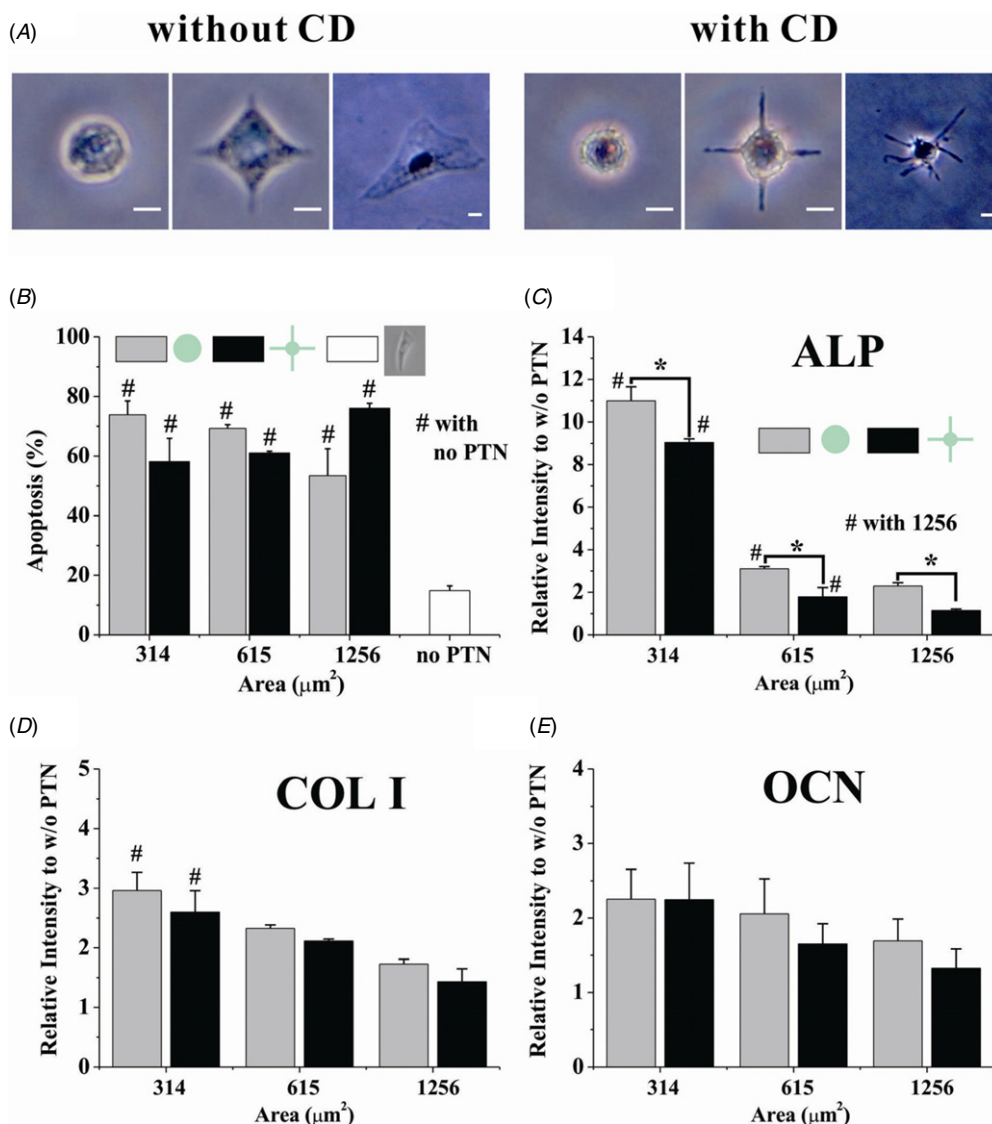 (A)
without CD
with CD
(B)
100
80
60
40
20
0
Apoptosis (%)
#
#
#
#
#
#
# with
no PTN
314
615
1256
no PTN
Area (μm²)
(C)
14
12
10
8
6
4
2
0
Relative Intensity to w/o PTN
ALP
#
*
#
# with 1256
#
*
#
*
314
615
1256
Area (μm²)
(D)
5
4
3
2
1
0
Relative Intensity to w/o PTN
COL I
#
#
314
615
1256
Area (μm²)
(E)
4
3
2
1
0
Relative Intensity to w/o PTN
OCN
314
615
1256
Area (μm²)